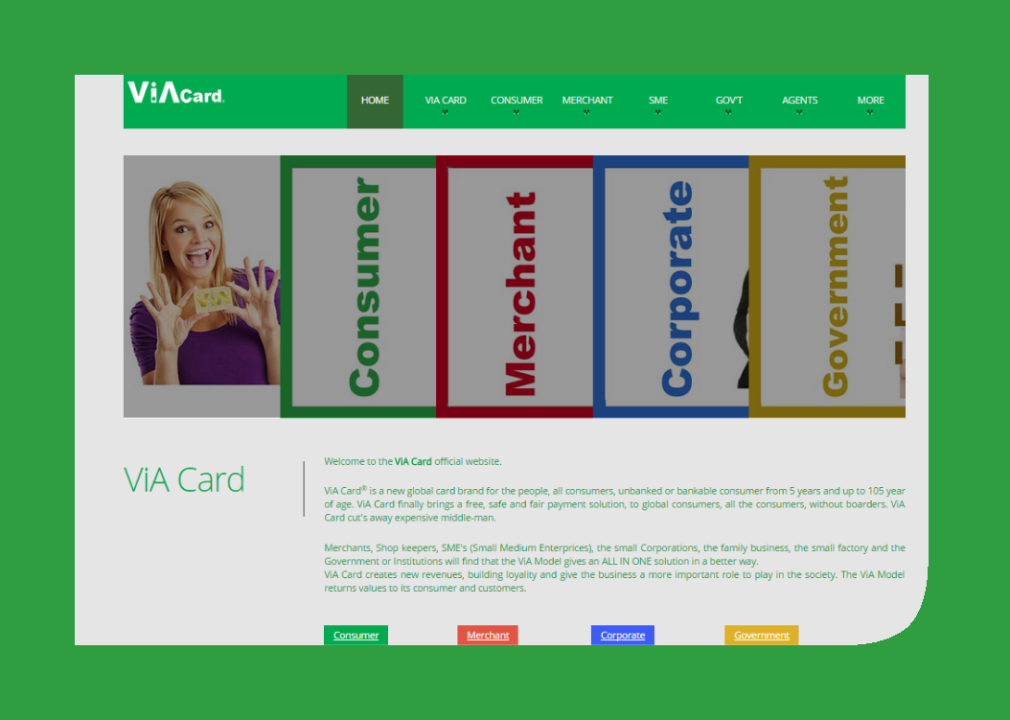 ViACard.
HOME VIA CARD CONSUMER MERCHANT SME GOV'T AGENTS MORE
Consumer
Merchant
Corporate
Government
ViA Card
Welcome to the ViA Card official website.
ViA Card® is a new global card brand for the people, all consumers, unbanked or bankable consumer from 5 years and up to 105 year
of age. ViA Card finally brings a free, safe and fair payment solution, to global consumers, all the consumers, without boarders. ViA
Card cut's away expensive middle-man.
Merchants, Shop keepers, SME's (Small Medium Enterprices), the small Corporations, the family business, the small factory and the
Government or Institutions will find that the ViA Model gives an ALL IN ONE solution in a better way.
ViA Card creates new revenues, building loyality and give the business a more important role to play in the society. The ViA Model
returns values to its consumer and customers.
Consumer Merchant Corporate Government